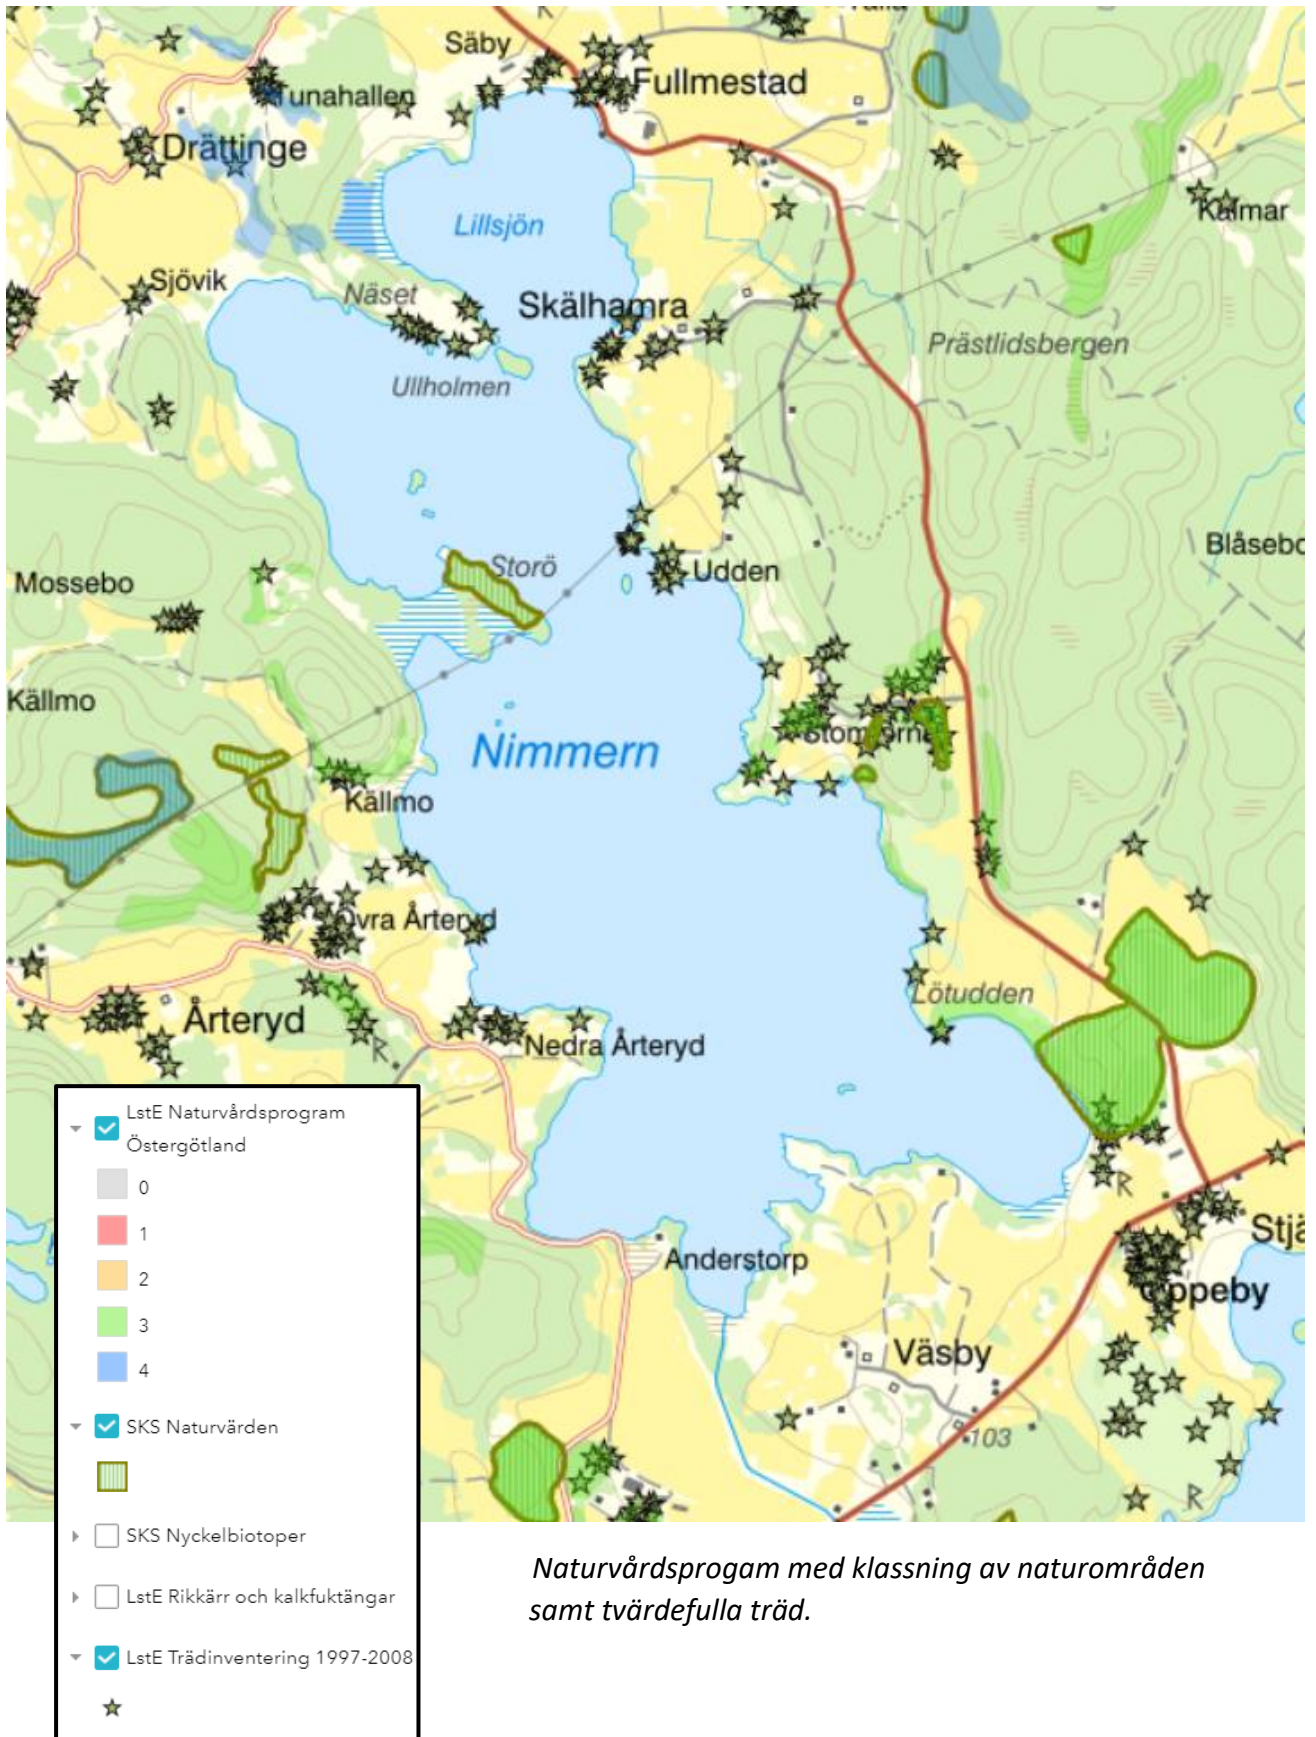 Säby
Fullmestad
Tunahallen
Drättinge
Lillsjön
Kalmar
Sjövik
Näset
Skälhamra
Prästlidsbergen
Ullholmen
Blåsebo
Mossebo
Storö
Udden
Källmo
Nimmern
Källmo
Övra Årteryd
Lötudden
Årteryd
R
Nedra Årteryd
R
Stjä
Anderstorp
Väsby
103
R
LstE Naturvårdsprogram
Östergötland
0
1
2
3
4
SKS Naturvärden
SKS Nyckelbiotoper
LstE Rikkärr och kalkfuktängar
LstE Trädinventering 1997-2008
Naturvårdsprogam med klassning av naturområden
samt tvärdefulla träd.